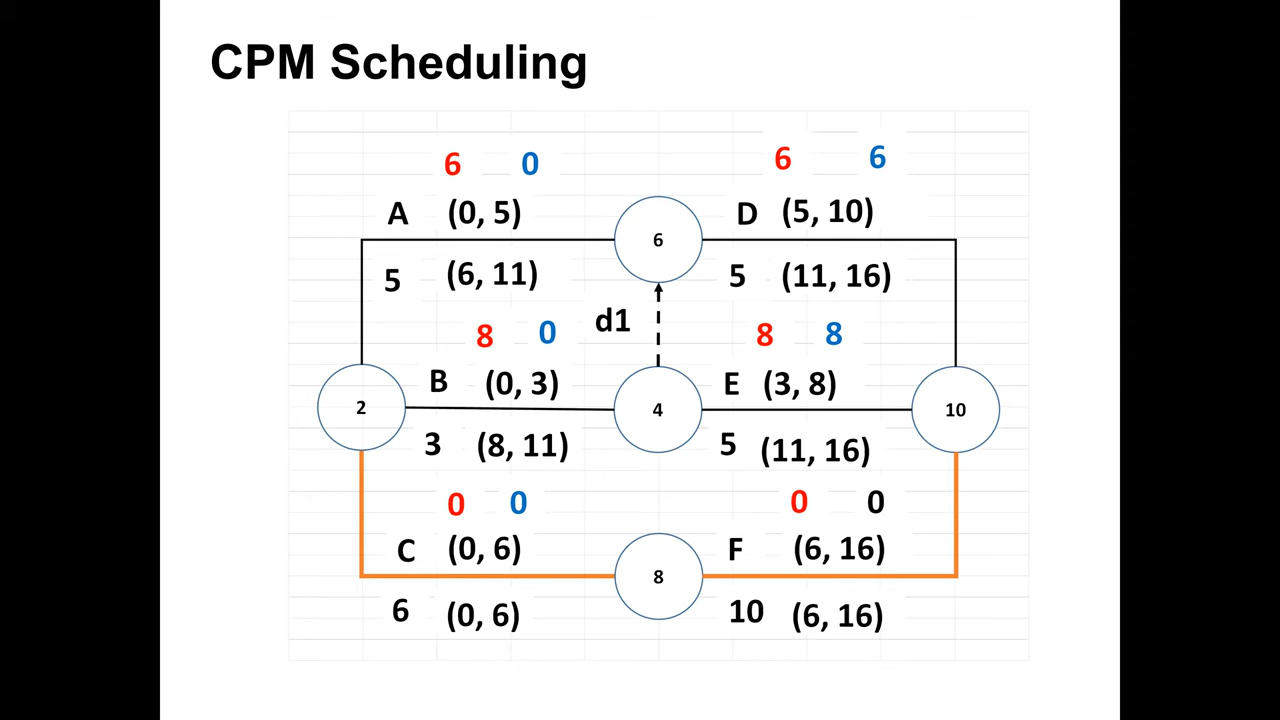 CPM Scheduling
6 0 6 6
A (0, 5) D (5, 10)
6
5 (6, 11) 5 (11, 16)
d1
8 0 8 8
B (0, 3) E (3, 8)
2 4 10
3 (8, 11) 5 (11, 16)
0 0 0 0
C (0, 6) F (6, 16)
8
6 (0, 6) 10 (6, 16)